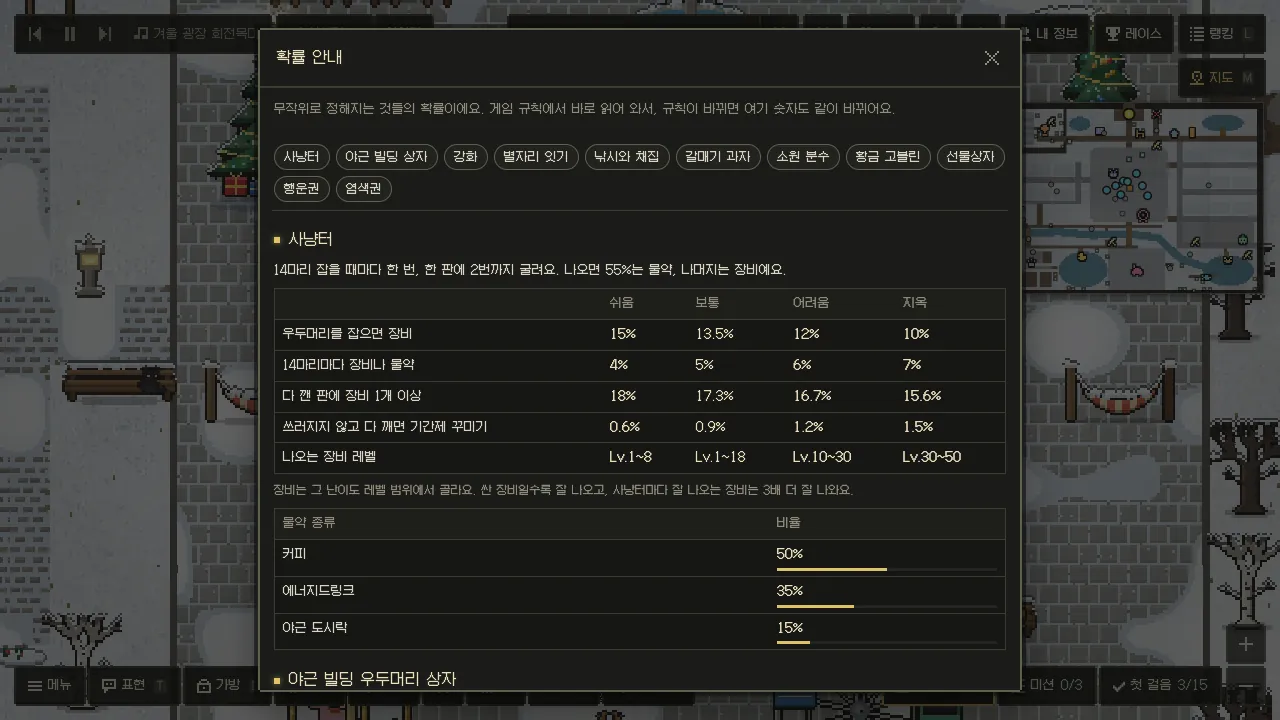 겨울 광장 회전목
내 정보
레이스
랭킹 L
지도 M
확률 안내
무작위로 정해지는 것들의 확률이에요. 게임 규칙에서 바로 읽어 와서, 규칙이 바뀌면 여기 숫자도 같이 바뀌어요.
사냥터
야근 빌딩 상자
강화
별자리 잇기
낚시와 채집
갈매기 과자
소원 분수
황금 고블린
선물상자
행운권
염색권
사냥터
14마리 잡을 때마다 한 번, 한 판에 2번까지 굴려요. 나오면 55%는 물약, 나머지는 장비예요.
쉬움 보통 어려움 지옥
우두머리를 잡으면 장비 15% 13.5% 12% 10%
14마리마다 장비나 물약 4% 5% 6% 7%
다 깬 판에 장비 1개 이상 18% 17.3% 16.7% 15.6%
쓰러지지 않고 다 깨면 기간제 꾸미기 0.6% 0.9% 1.2% 1.5%
나오는 장비 레벨 Lv.1~8 Lv.1~18 Lv.10~30 Lv.30~50
장비는 그 난이도 레벨 범위에서 골라요. 싼 장비일수록 잘 나오고, 사냥터마다 잘 나오는 장비는 3배 더 잘 나와요.
물약 종류 비율
커피 50%
에너지드링크 35%
야근 도시락 15%
야근 빌딩 우두머리 상자
메뉴
표현 T
가방
미션 0/3
첫 걸음 3/15